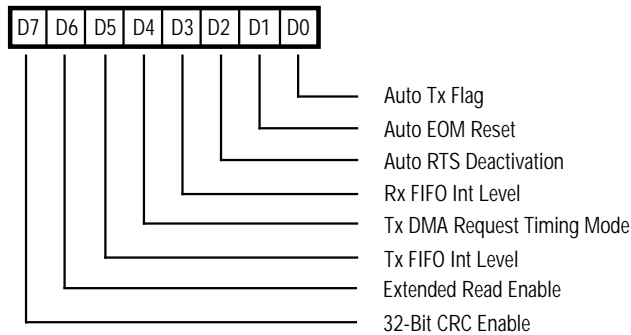 D7 D6 D5 D4 D3 D2 D1 D0
Auto Tx Flag
Auto EOM Reset
Auto RTS Deactivation
Rx FIFO Int Level
Tx DMA Request Timing Mode
Tx FIFO Int Level
Extended Read Enable
32-Bit CRC Enable